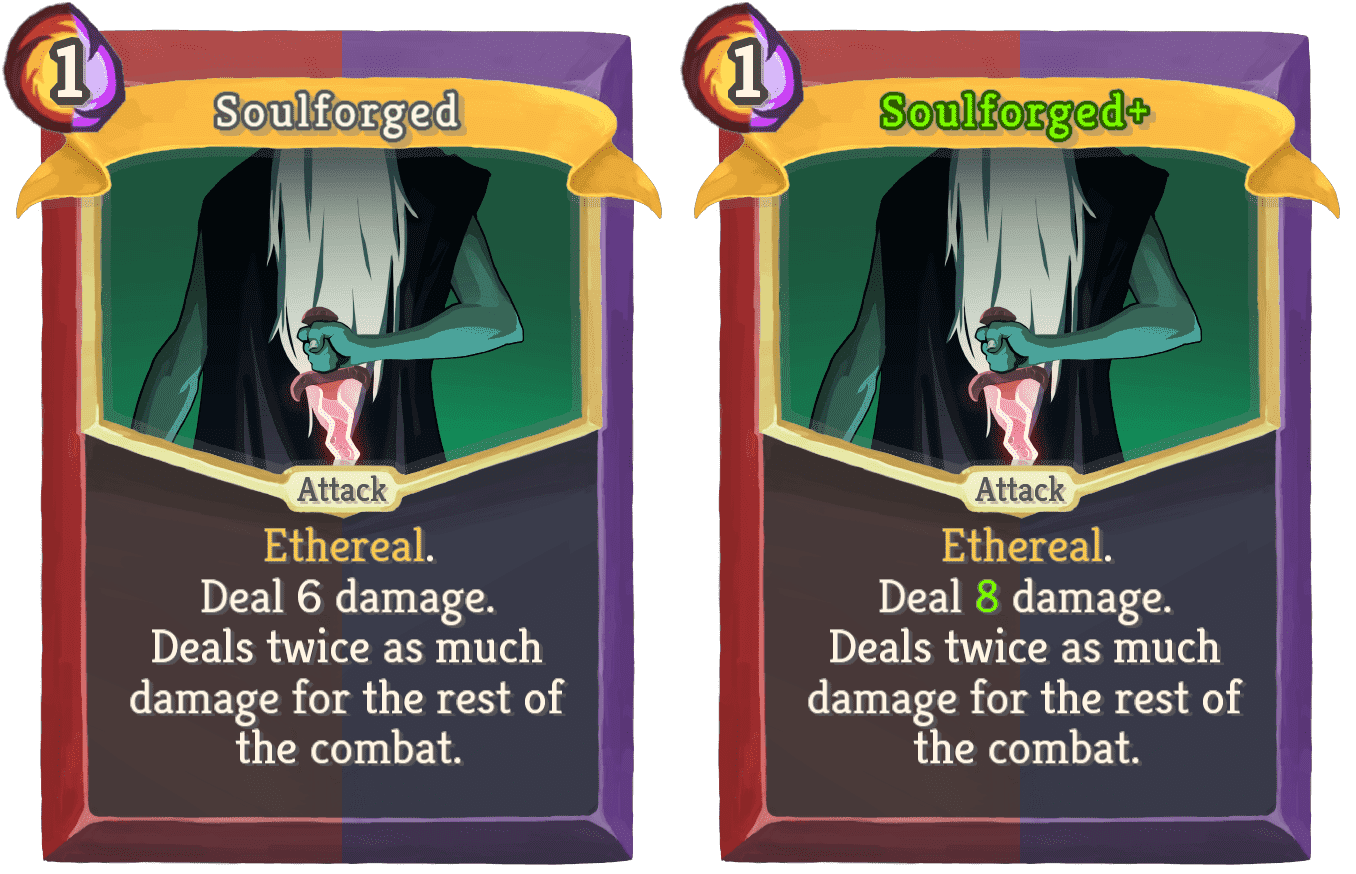 1
Soulforged
Attack
Ethereal.
Deal 6 damage.
Deals twice as much
damage for the rest of
the combat.
1
Soulforged+
Attack
Ethereal.
Deal 8 damage.
Deals twice as much
damage for the rest of
the combat.